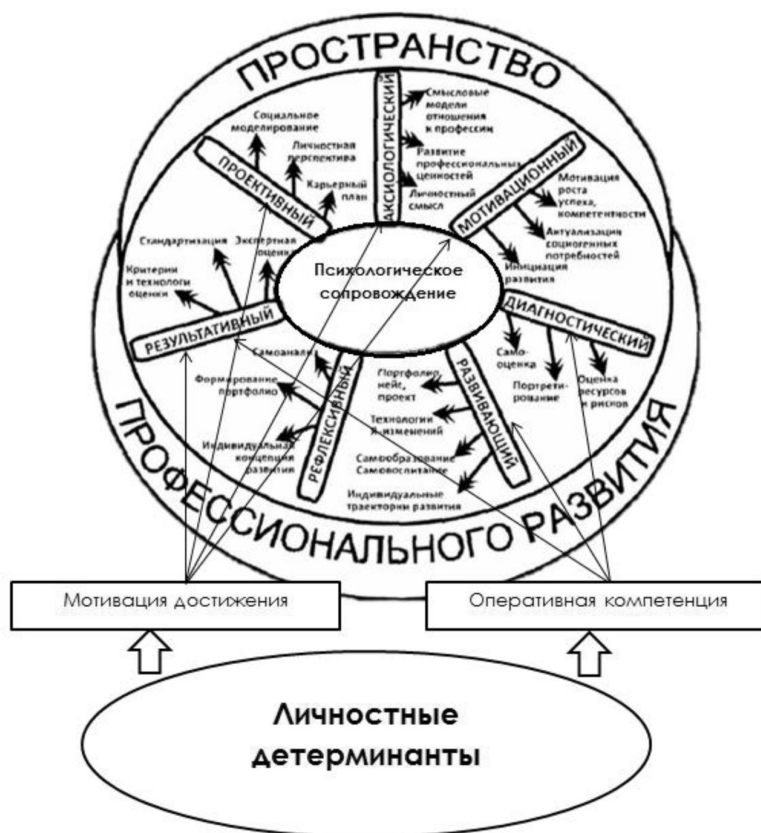 ПРОСТРАНСТВО
АКСИОЛОГИЧЕСКИЙ
Смысловые
модели
отношения
к профессии
Развитие
профессиональных
ценностей
Личностный
смысл
Социальное
моделирование
Личностная
перспектива
Карьерный
план
ПРОЕКТИВНЫЙ
МОТИВАЦИОННЫЙ
Мотивация
роста
успеха,
компетентности
Актуализация
социогенных
потребностей
Инициация
развития
Стандартизация
Экспертная
оценка
Критерии
и технологи
оценки
РЕЗУЛЬТАТИВНЫЙ
Психологическое
сопровождение
ДИАГНОСТИЧЕСКИЙ
Само-
оценка
Портрети-
рование
Оценка
ресурсов
и рисков
Самоанализ
Формирование
портфолио
Индивидуальная
концепция
развития
РЕФЛЕКСИВНЫЙ
Портфолио,
кейс,
проект
Технологии
Я-изменений
Самообразование
Самовоспитание
Индивидуальные
траектории развития
РАЗВИВАЮЩИЙ
ПРОФЕССИОНАЛЬНОГО РАЗВИТИЯ
Мотивация достижения
Оперативная компетенция
Личностные
детерминанты